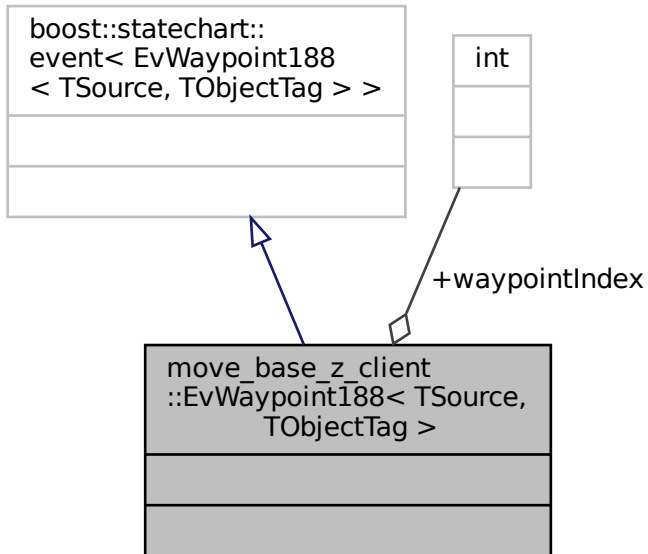 boost::statechart::
event< EvWaypoint188
< TSource, TObjectTag > >
int
+waypointIndex
move_base_z_client
::EvWaypoint188< TSource,
TObjectTag >